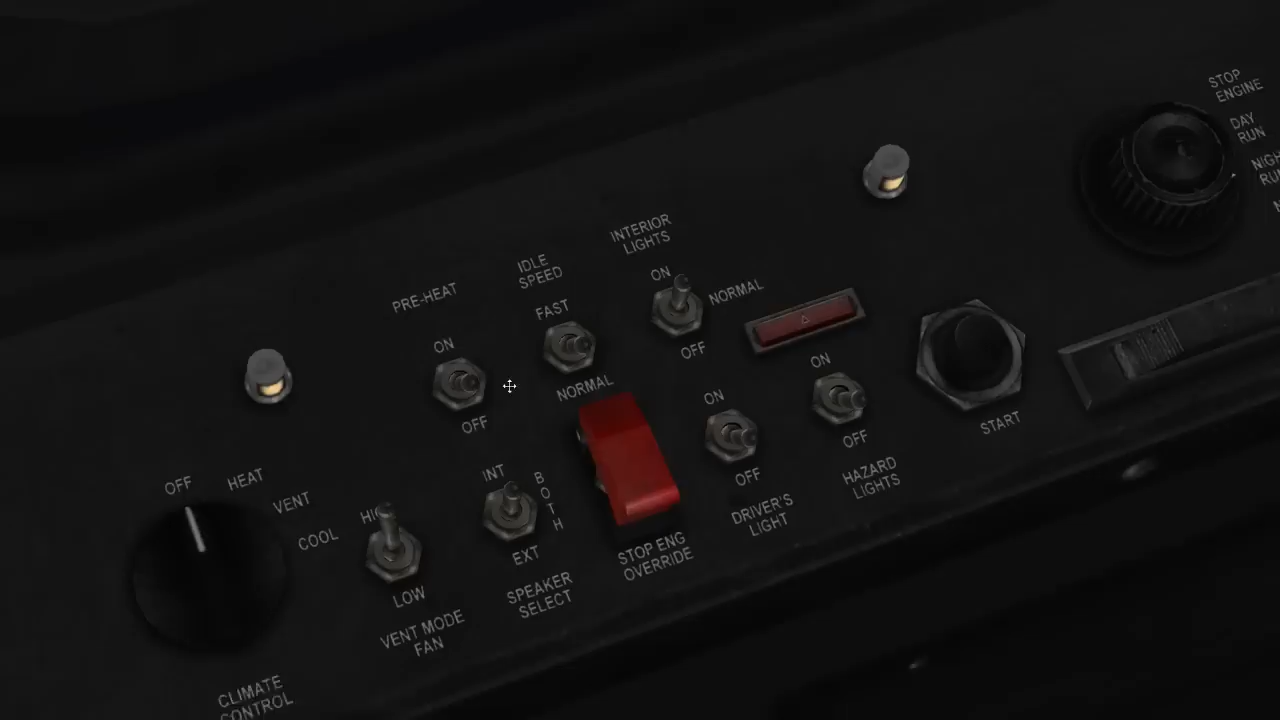 STOP
ENGINE
DAY
RUN
INTERIOR
LIGHTS
IDLE
SPEED
ON
NORMAL
PRE-HEAT
FAST
OFF
ON
ON
NORMAL
ON
OFF
OFF
START
INT
BOTH
OFF
HAZARD
LIGHTS
OFF
HEAT
VENT
COOL
EXT
DRIVER'S
LIGHT
STOP ENG
OVERRIDE
LOW
SPEAKER
SELECT
VENT MODE
FAN
CLIMATE
CONTROL